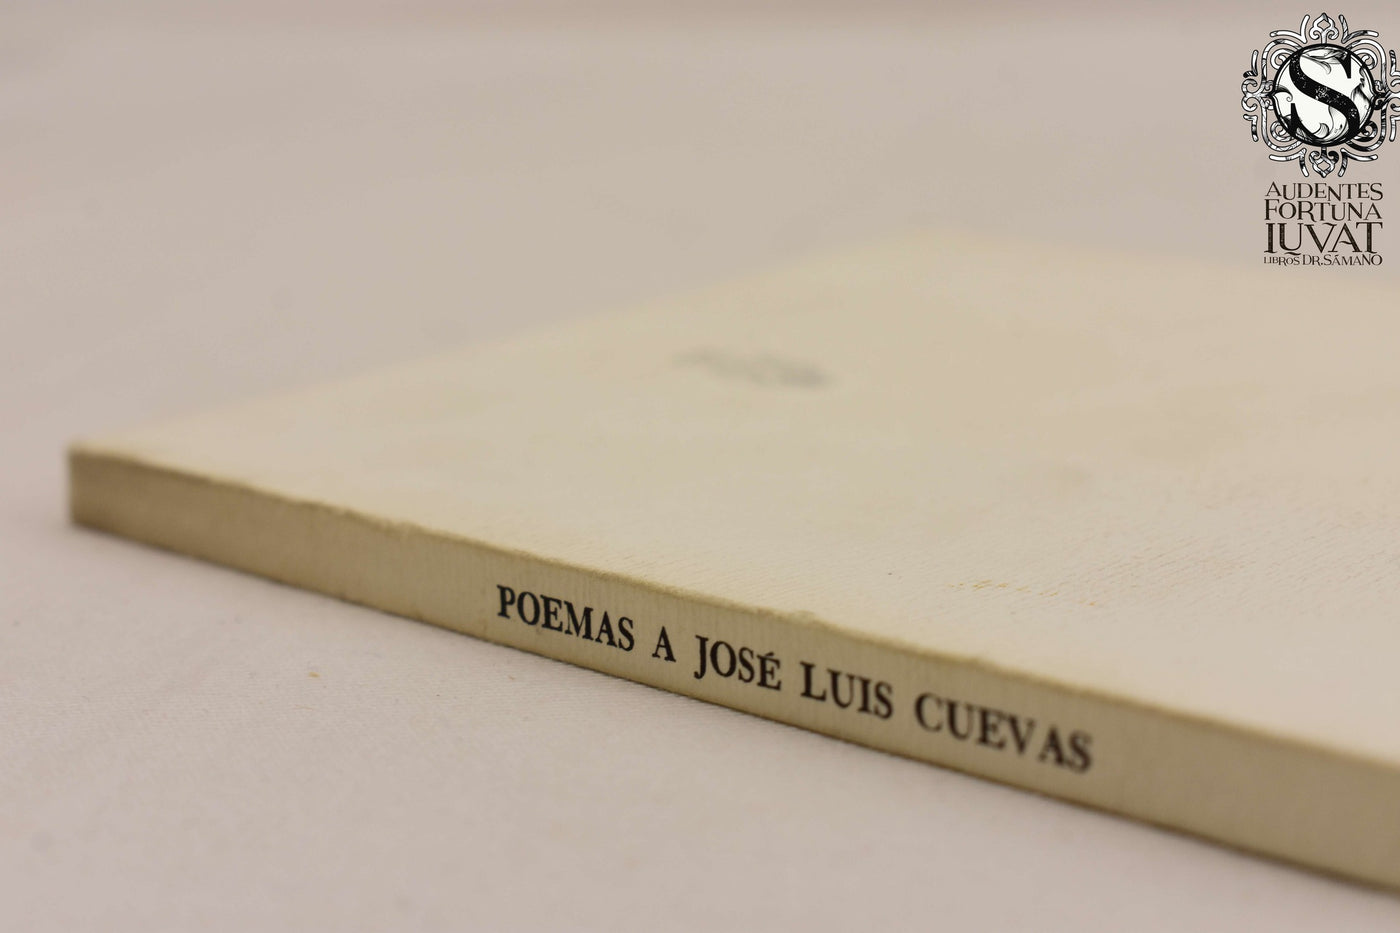 S
AUDENTES
FORTUNA
IUVAT
LIBROS DR. SÁMANO
POEMAS A JOSÉ LUIS CUEVAS